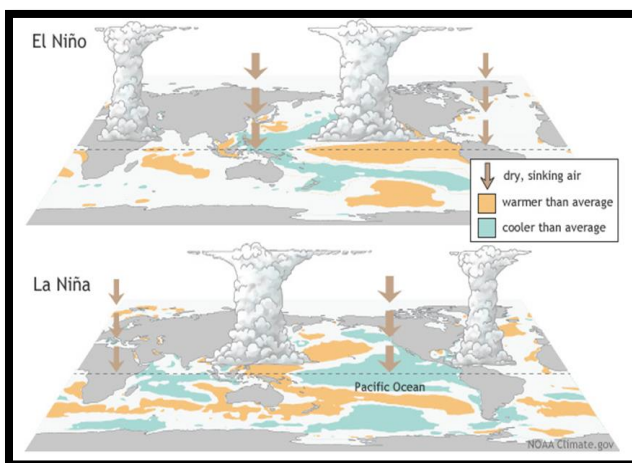 El Niño
dry, sinking air
warmer than average
cooler than average
La Niña
Pacific Ocean
NOAA Climate.gov